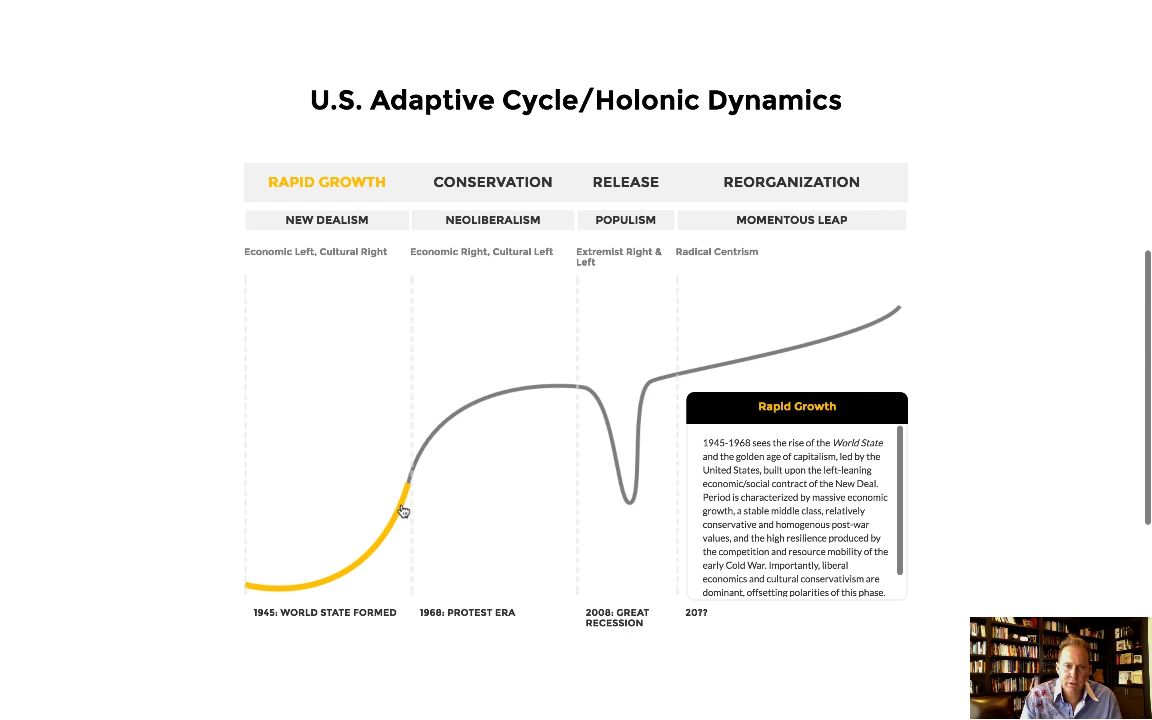 U.S. Adaptive Cycle/Holonic Dynamics
RAPID GROWTH
CONSERVATION
RELEASE
REORGANIZATION
NEW DEALISM
NEOLIBERALISM
POPULISM
MOMENTOUS LEAP
Economic Left, Cultural Right
Economic Right, Cultural Left
Extremist Right &
Left
Radical Centrism
Rapid Growth
1945-1968 sees the rise of the World State
and the golden age of capitalism, led by the
United States, built upon the left-leaning
economic/social contract of the New Deal.
Period is characterized by massive economic
growth, a stable middle class, relatively
conservative and homogenous post-war
values, and the high resilience produced by
the competition and resource mobility of the
early Cold War. Importantly, liberal
economics and cultural conservativism are
dominant, offsetting polarities of this phase.
1945: WORLD STATE FORMED
1968: PROTEST ERA
2008: GREAT
RECESSION
20??